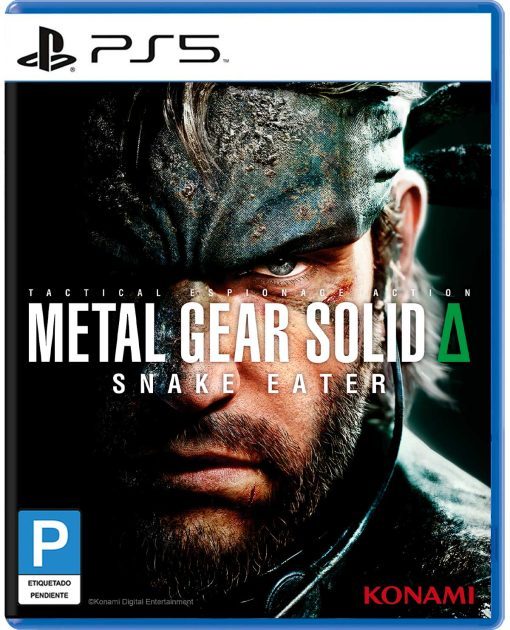 PS5
TACTICAL ESPIONAGE ACTION
METAL GEAR SOLID Δ
SNAKE EATER
P
ETIQUETADO
PENDIENTE
©Konami Digital Entertainment
KONAMI